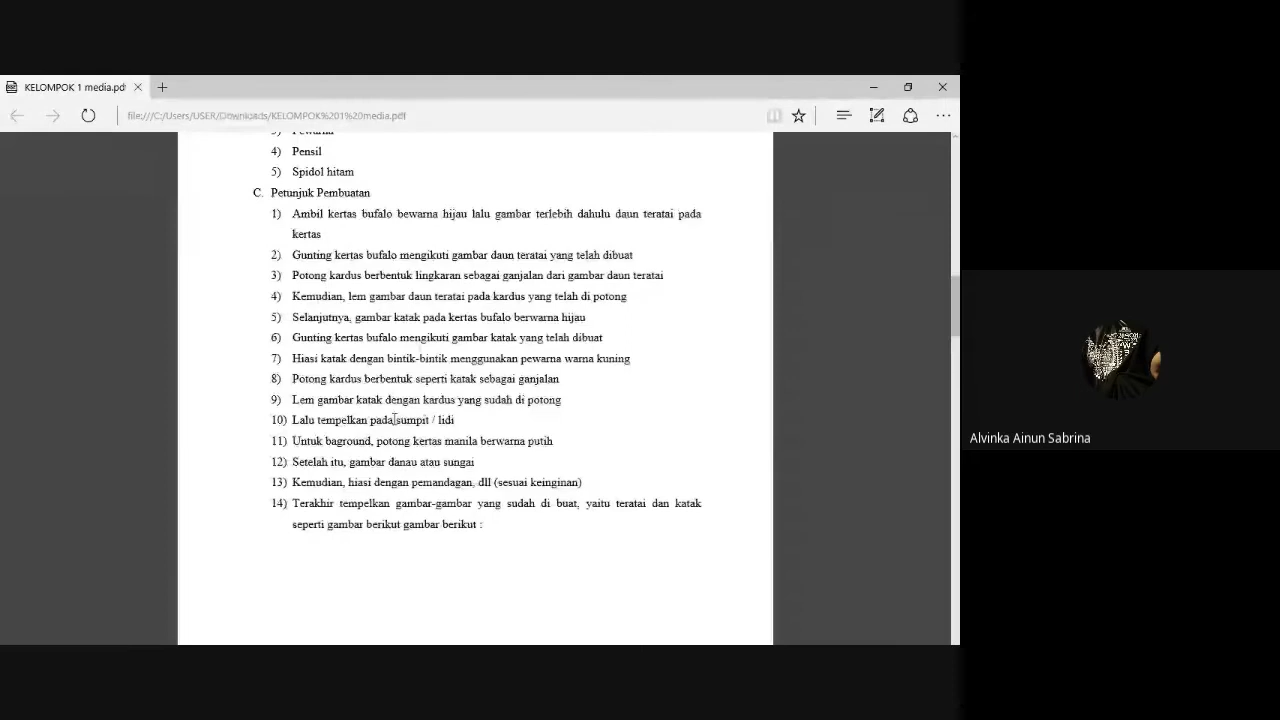 KELOMPOK 1 media.pdf
file:///C:/Users/USER/Downloads/KELOMPOK%201%20media.pdf
3) Pewarna
4) Pensil
5) Spidol hitam
C. Petunjuk Pembuatan
1) Ambil kertas bufalo bewarna hijau lalu gambar terlebih dahulu daun teratai pada
kertas
2) Gunting kertas bufalo mengikuti gambar daun teratai yang telah dibuat
3) Potong kardus berbentuk lingkaran sebagai ganjalan dari gambar daun teratai
4) Kemudian, lem gambar daun teratai pada kardus yang telah di potong
5) Selanjutnya, gambar katak pada kertas bufalo berwarna hijau
6) Gunting kertas bufalo mengikuti gambar katak yang telah dibuat
7) Hiasi katak dengan bintik-bintik menggunakan pewarna warna kuning
8) Potong kardus berbentuk seperti katak sebagai ganjalan
9) Lem gambar katak dengan kardus yang sudah di potong
10) Lalu tempelkan pada sumpit / lidi
11) Untuk baground, potong kertas manila berwarna putih
12) Setelah itu, gambar danau atau sungai
13) Kemudian, hiasi dengan pemandagan, dll (sesuai keinginan)
14) Terakhir tempelkan gambar-gambar yang sudah di buat, yaitu teratai dan katak
seperti gambar berikut gambar berikut :
Alvinka Ainun Sabrina